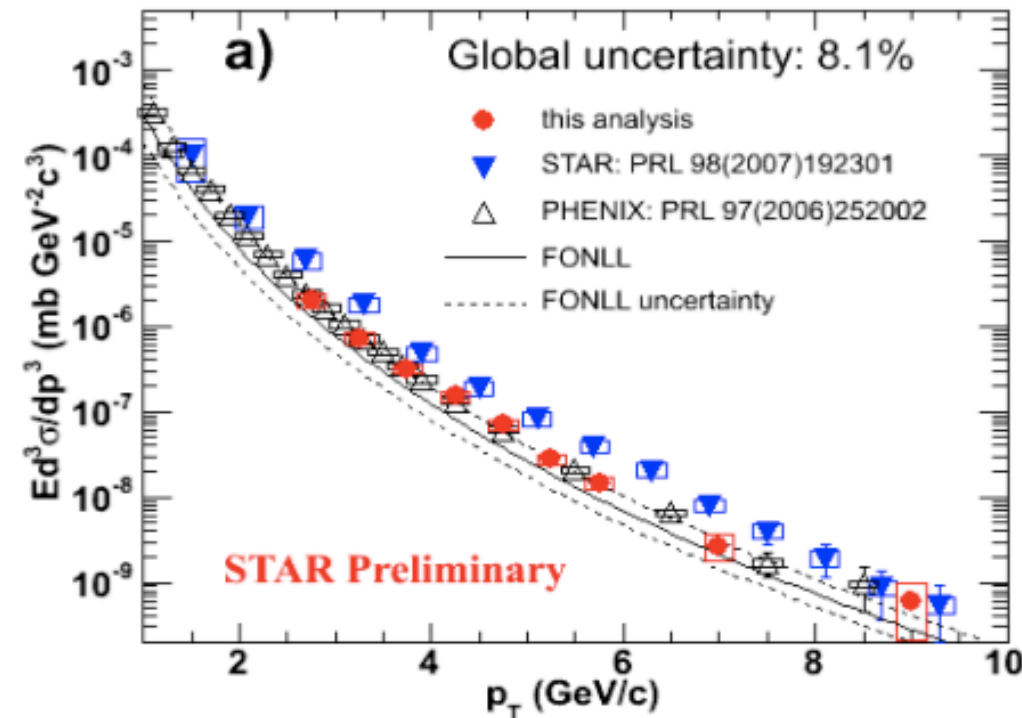 a) Global uncertainty: 8.1%
this analysis
STAR: PRL 98(2007)192301
PHENIX: PRL 97(2006)252002
FONLL
FONLL uncertainty
STAR Preliminary
Ed³σ/dp³ (mb GeV⁻²c³)
10⁻³
10⁻⁴
10⁻⁵
10⁻⁶
10⁻⁷
10⁻⁸
10⁻⁹
2 4 6 8 10
p_T (GeV/c)